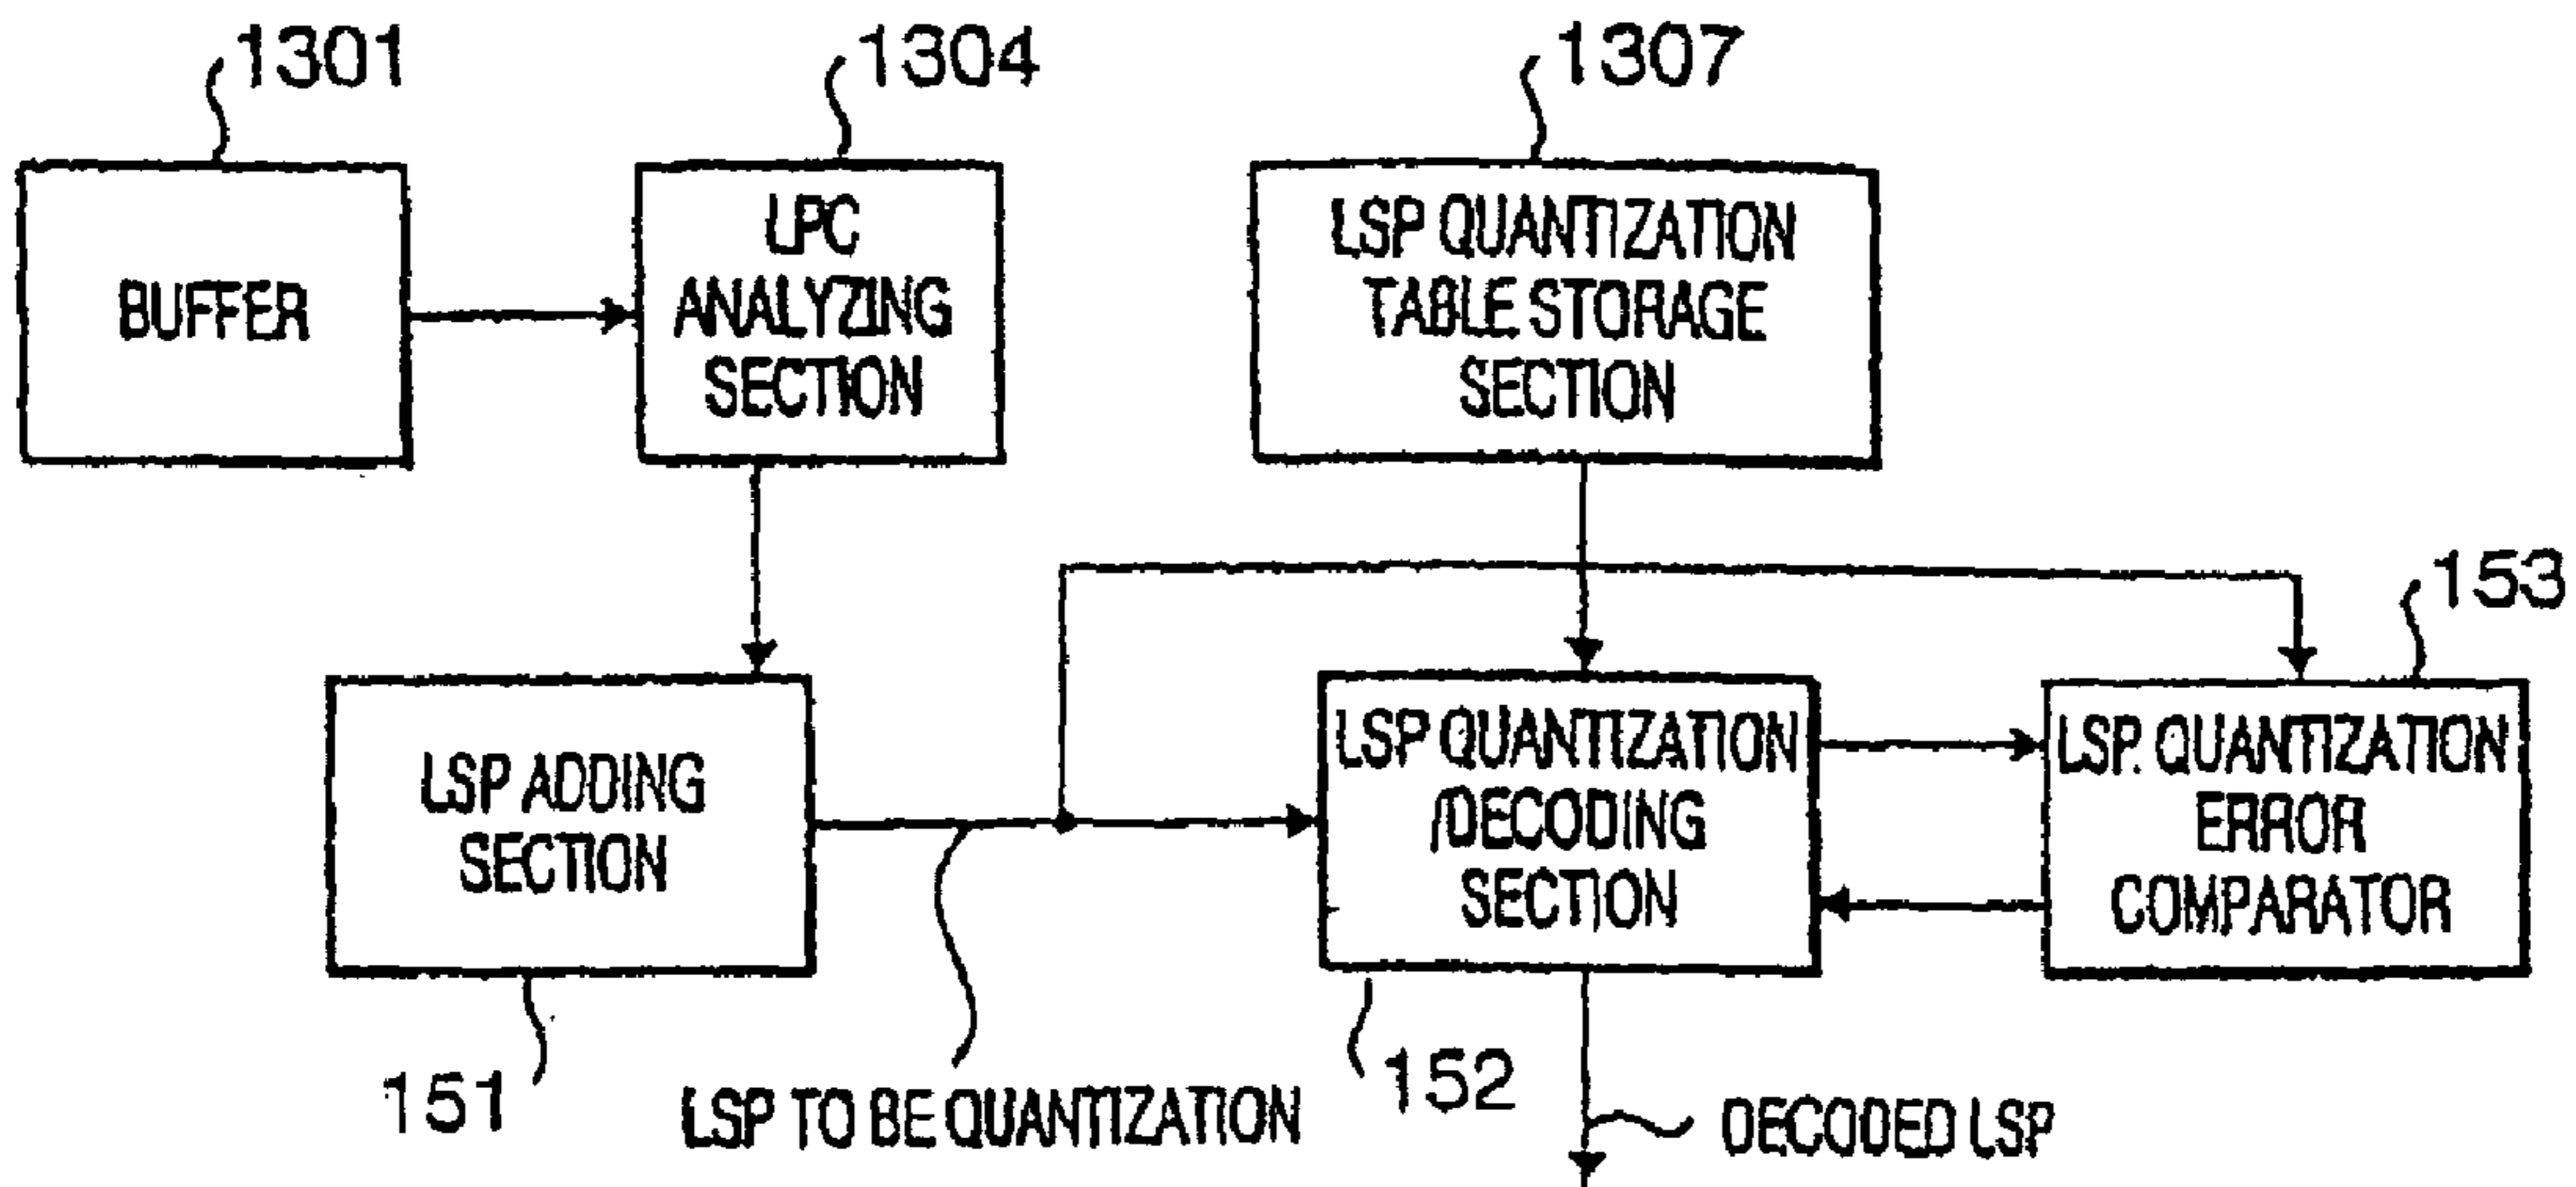 1301
1304
1307
BUFFER
LPC
ANALYZING
SECTION
LSP QUANTIZATION
TABLE STORAGE
SECTION
153
LSP ADDING
SECTION
LSP QUANTIZATION
/DECODING
SECTION
LSP. QUANTIZATION
ERROR
COMPARATOR
151
LSP TO BE QUANTIZATION
152
DECODED LSP